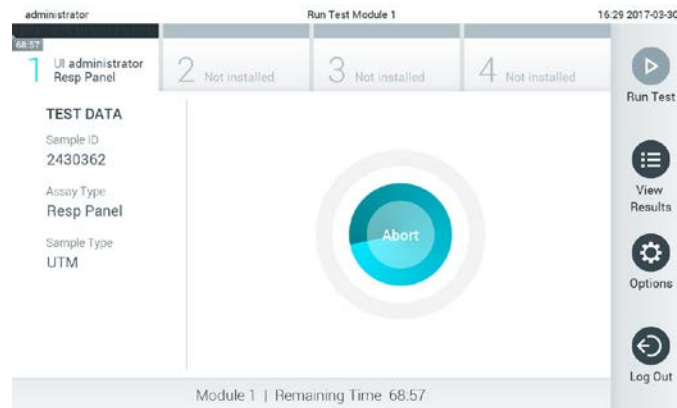 administrator Run Test Module 1 16:29 2017-03-30
68:57
1 UI administrator
Resp Panel
2 Not installed
3 Not installed
4 Not installed
TEST DATA
Sample ID
2430362
Assay Type
Resp Panel
Sample Type
UTM
Abort
Run Test
View
Results
Options
Log Out
Module 1 | Remaining Time 68:57